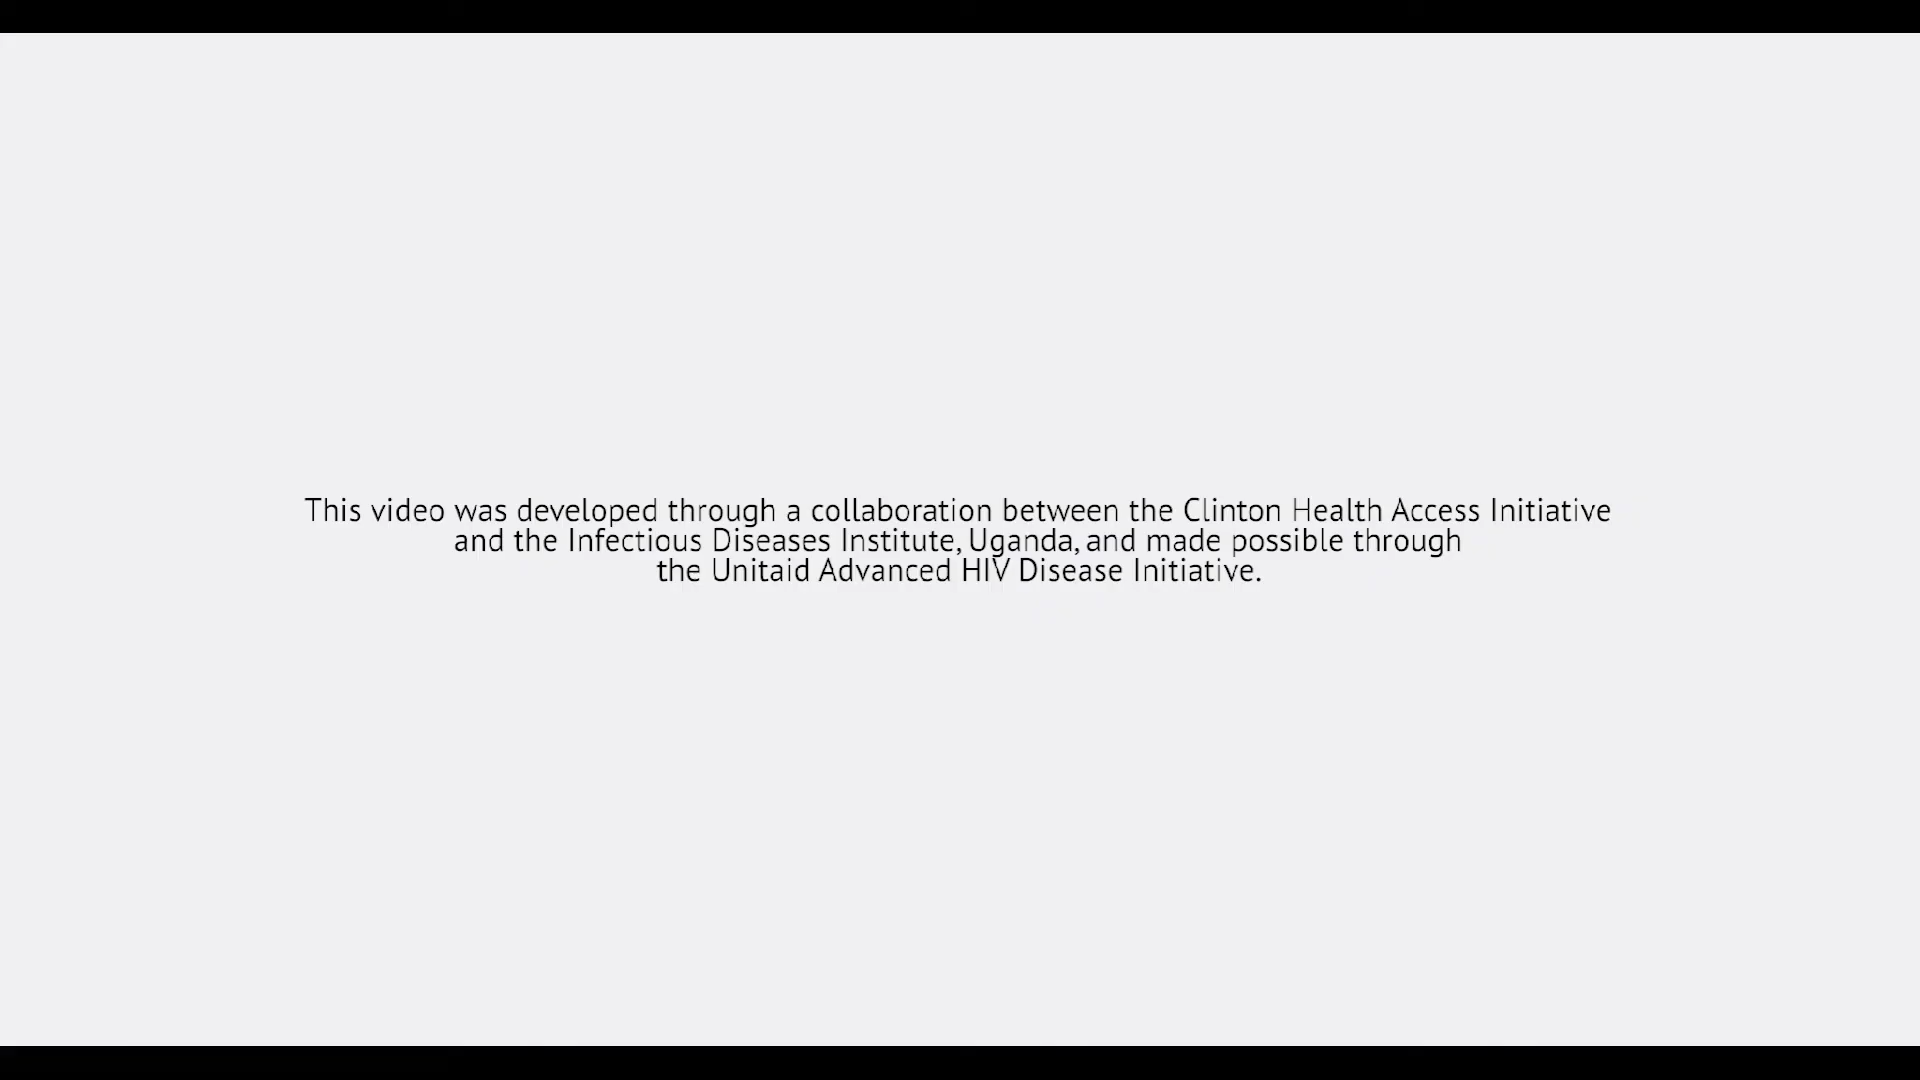 This video was developed through a collaboration between the Clinton Health Access Initiative
and the Infectious Diseases Institute, Uganda, and made possible through
the Unitaid Advanced HIV Disease Initiative.